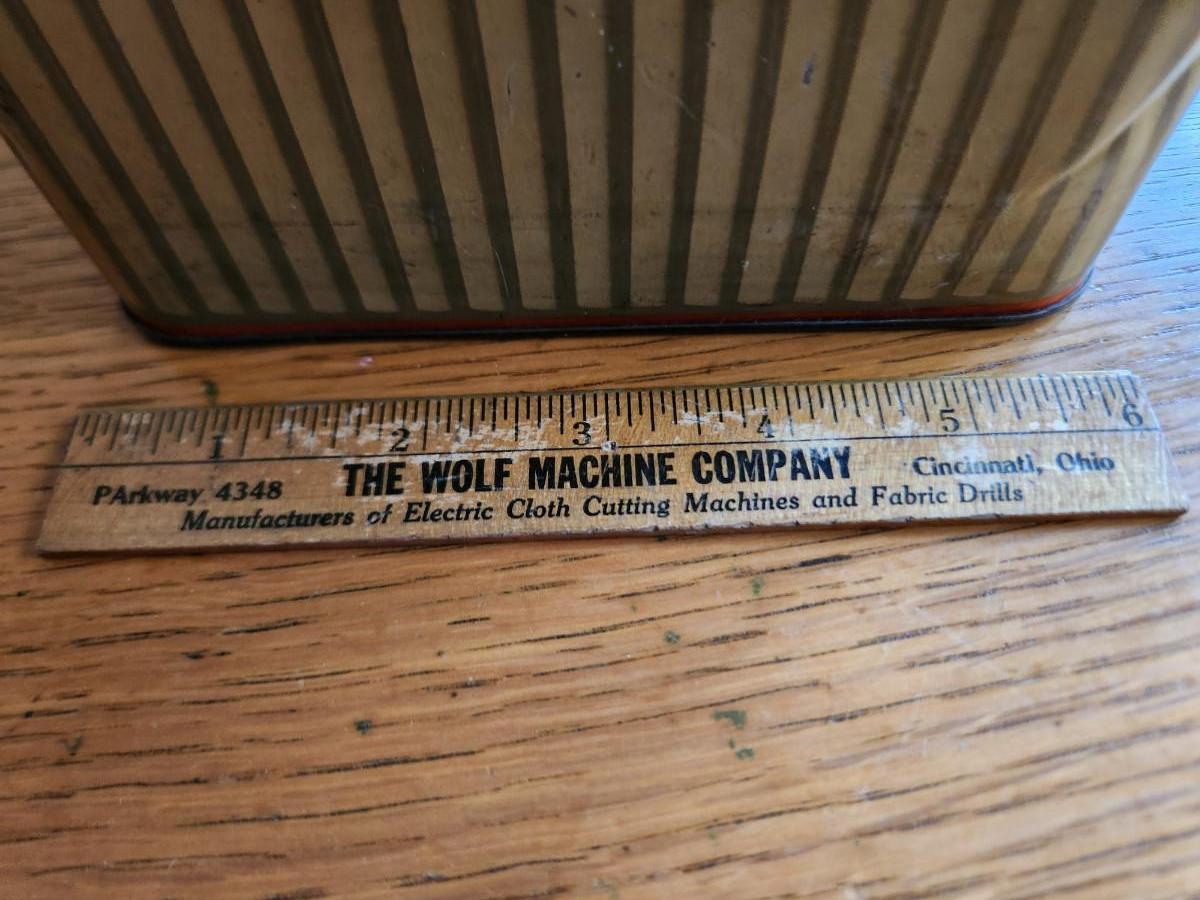 1 2 3 4 5 6
PArkway 4348 THE WOLF MACHINE COMPANY Cincinnati, Ohio
Manufacturers of Electric Cloth Cutting Machines and Fabric Drills